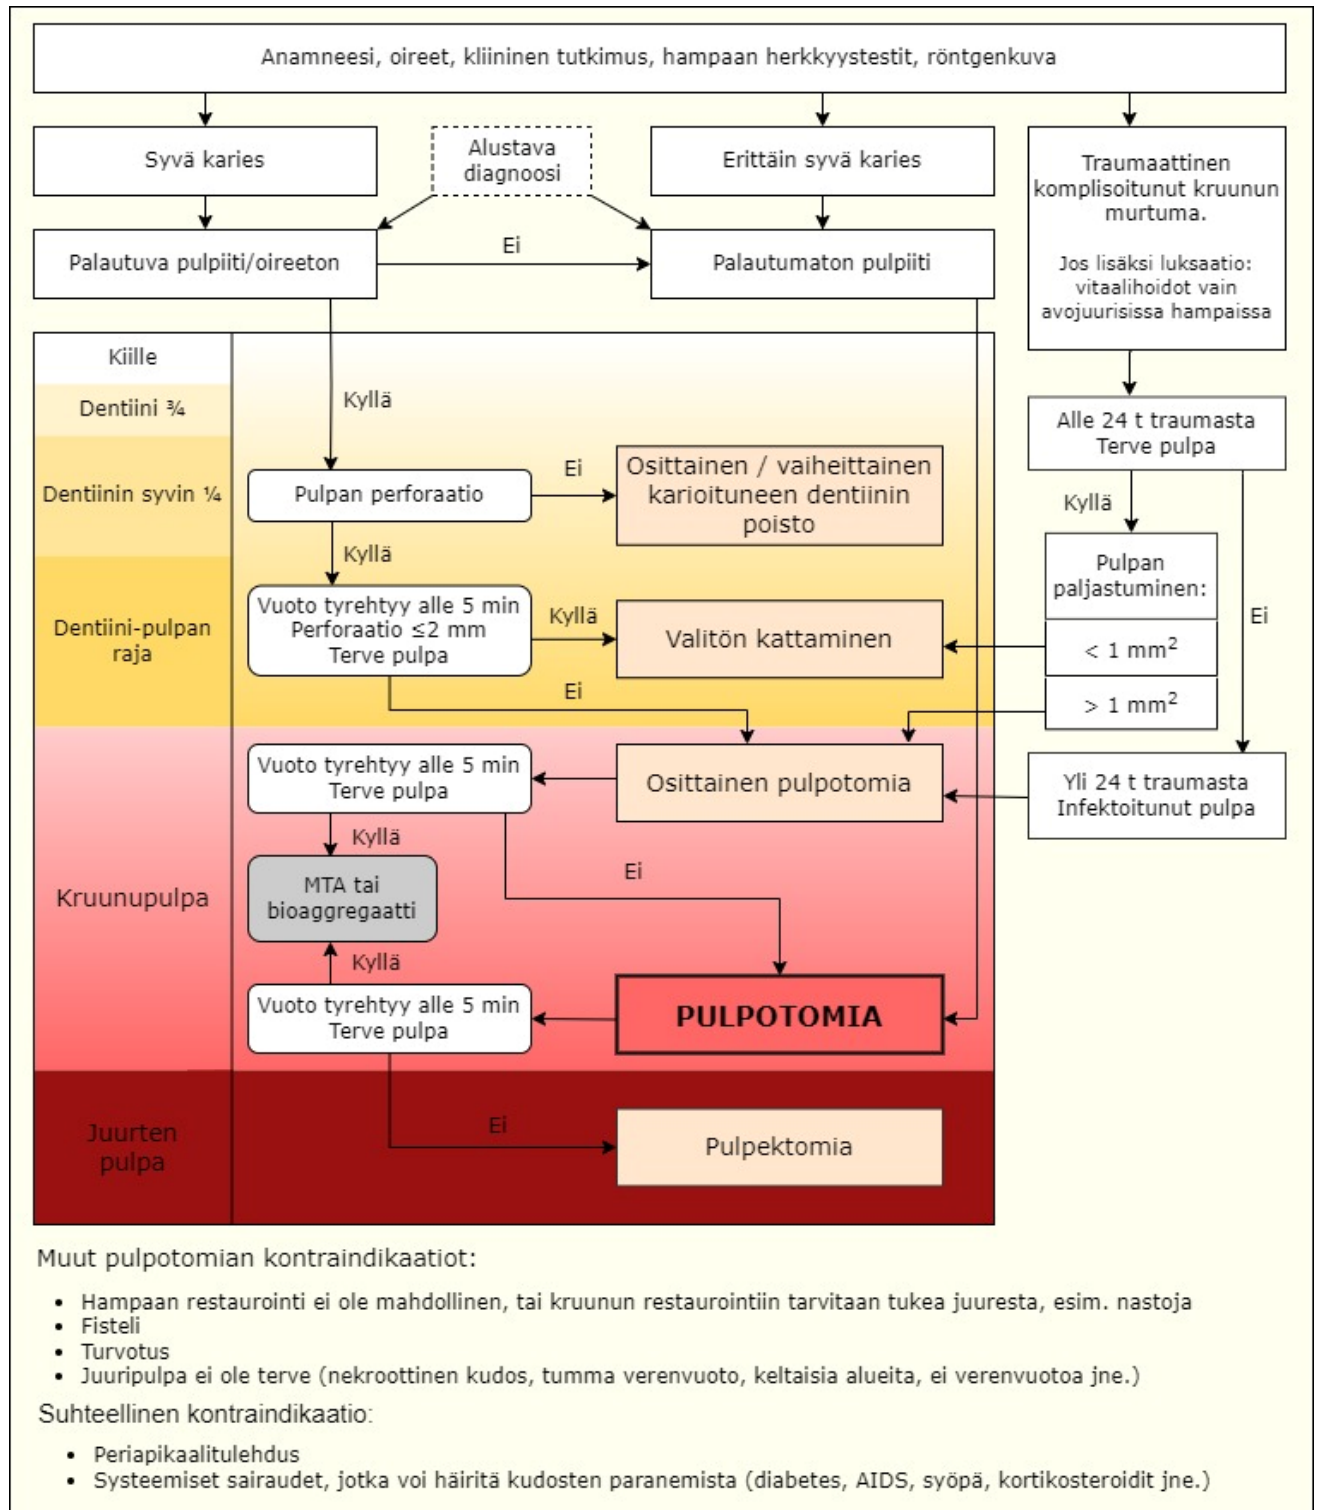 Anamneesi, oireet, kliininen tutkimus, hampaan herkkyystestit, röntgenkuva
Syvä karies
Alustava
diagnoosi
Erittäin syvä karies
Traumaattinen
komplisoitunut kruunun
murtuma.
Jos lisäksi luksaatio:
vitaalihoidot vain
avojuurisissa hampaissa
Palautuva pulpiiti/oireeton
Ei
Palautumaton pulpiiti
Kiille
Dentiini ¾
Kyllä
Alle 24 t traumasta
Terve pulpa
Dentiinin syvin ¼
Pulpan perforaatio
Ei
Osittainen / vaiheittainen
karioituneen dentiinin
poisto
Kyllä
Kyllä
Pulpan
paljastuminen:
< 1 mm²
> 1 mm²
Ei
Dentiini-pulpan
raja
Vuoto tyrehtyy alle 5 min
Perforaatio ≤2 mm
Terve pulpa
Kyllä
Valitön kattaminen
Ei
Kruunupulpa
Vuoto tyrehtyy alle 5 min
Terve pulpa
Osittainen pulpotomia
Yli 24 t traumasta
Infektoitunut pulpa
Kyllä
Ei
MTA tai
bioaggregaatti
Kyllä
Vuoto tyrehtyy alle 5 min
Terve pulpa
PULPOTOMIA
Juurten
pulpa
Ei
Pulpektomia
Muut pulpotomian kontraindikaatiot:
• Hampaan restaurointi ei ole mahdollinen, tai kruunun restaurointiin tarvitaan tukea juuresta, esim. nastoja
• Fisteli
• Turvotus
• Juuripulpa ei ole terve (nekroottinen kudos, tumma verenvuoto, keltaisia alueita, ei verenvuotoa jne.)
Suhteellinen kontraindikaatio:
• Periapikaalitulehdus
• Systeemiset sairaudet, jotka voi häiritä kudosten paranemista (diabetes, AIDS, syöpä, kortikosteroidit jne.)